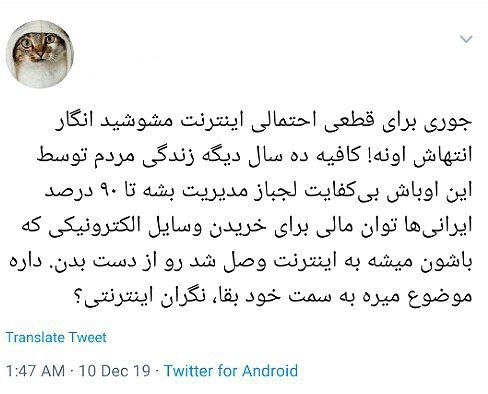 جوری برای قطعی احتمالی اینترنت مشوشید انگار
انتهاش اونه! کافیه ده سال دیگه زندگی مردم توسط
این اوباش بی‌کفایت لجباز مدیریت بشه تا ۹۰ درصد
ایرانی‌ها توان مالی برای خریدن وسایل الکترونیکی که
باشون میشه به اینترنت وصل شد رو از دست بدن. داره
موضوع میره به سمت خود بقا، نگران اینترنتی؟
Translate Tweet
1:47 AM · 10 Dec 19 · Twitter for Android